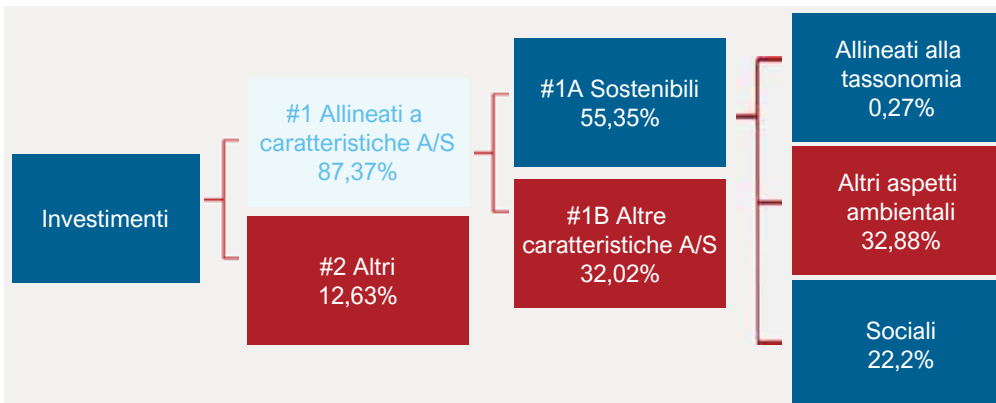 Investimenti
#1 Allineati a
caratteristiche A/S
87,37%
#2 Altri
12,63%
#1A Sostenibili
55,35%
#1B Altre
caratteristiche A/S
32,02%
Allineati alla
tassonomia
0,27%
Altri aspetti
ambientali
32,88%
Sociali
22,2%